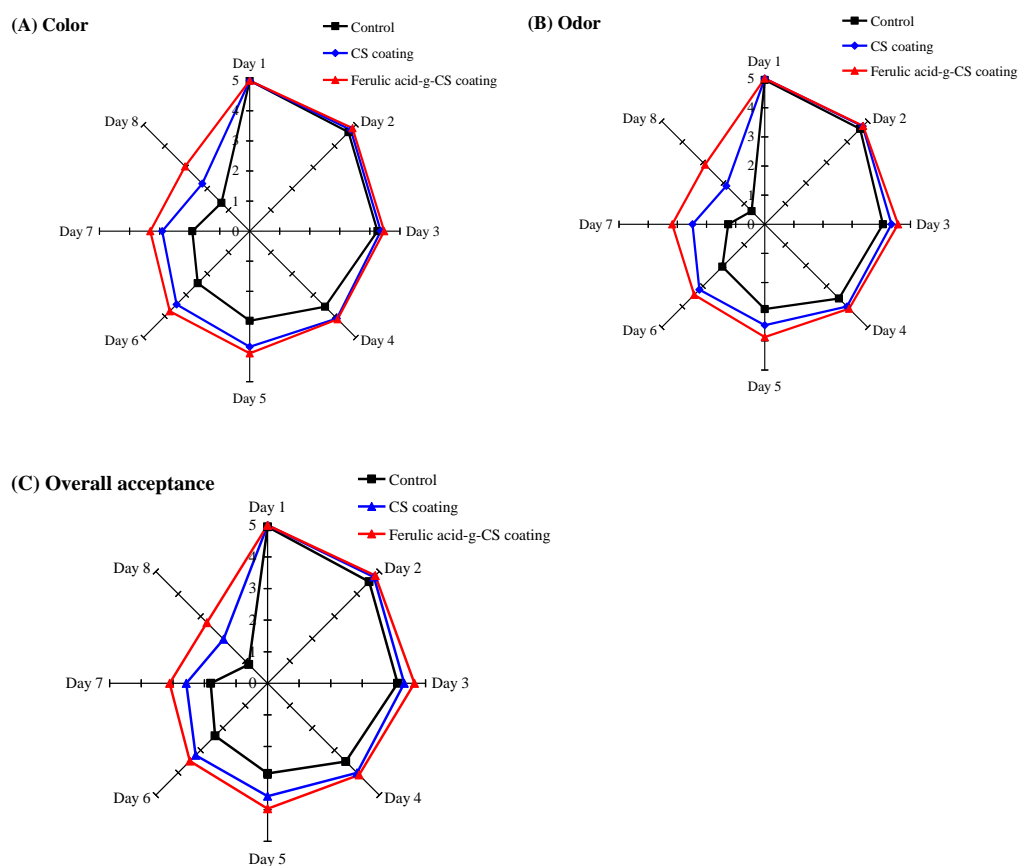 (A) Color
Control
CS coating
Ferulic acid-g-CS coating
Day 1
Day 2
Day 3
Day 4
Day 5
Day 6
Day 7
Day 8
5
4
3
2
1
0
(B) Odor
Control
CS coating
Ferulic acid-g-CS coating
Day 1
Day 2
Day 3
Day 4
Day 5
Day 6
Day 7
Day 8
5
4
3
2
1
0
(C) Overall acceptance
Control
CS coating
Ferulic acid-g-CS coating
Day 1
Day 2
Day 3
Day 4
Day 5
Day 6
Day 7
Day 8
5
4
3
2
1
0